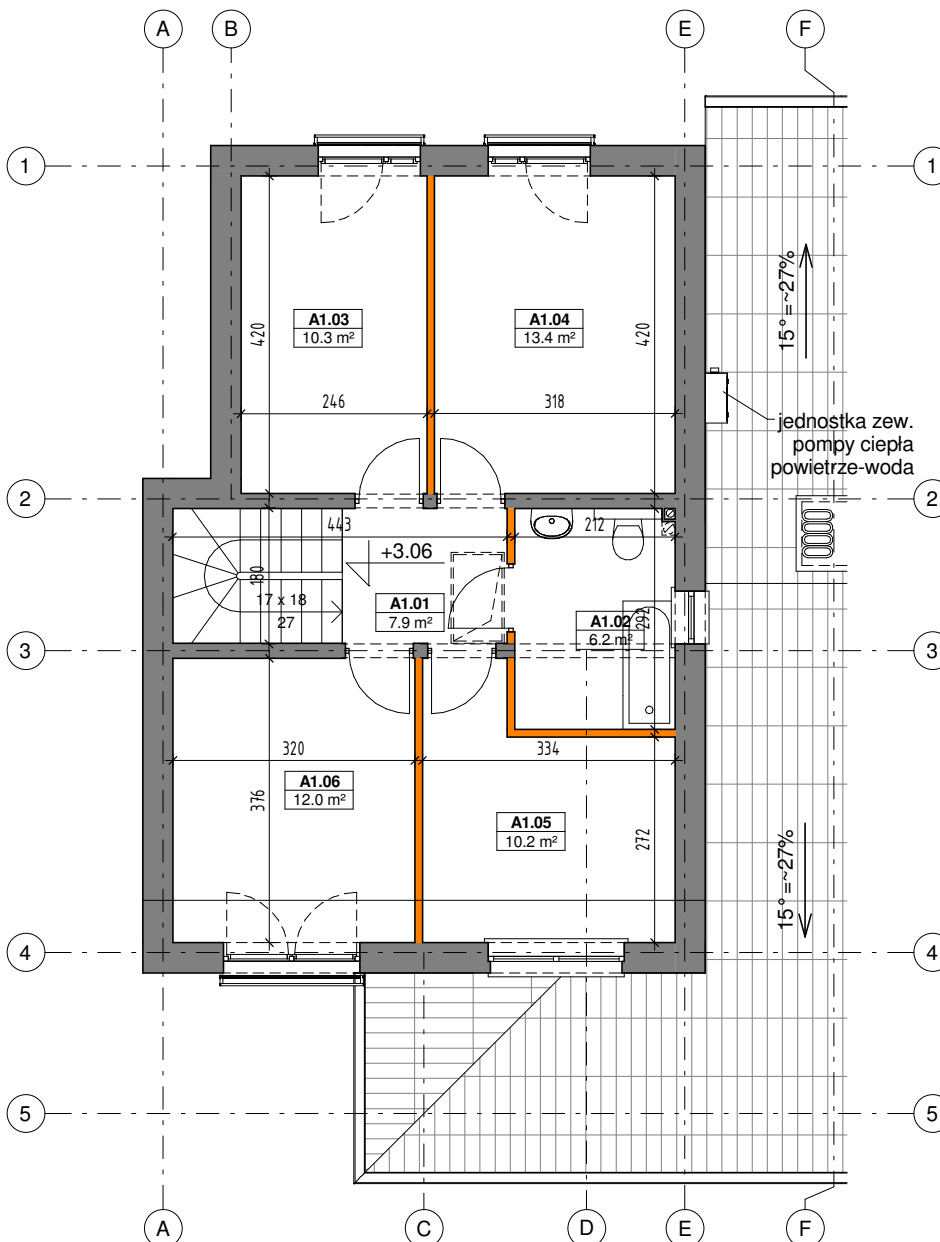 A
B
E
F
1
1
15°=~27%
A1.03
10.3 m²
A1.04
13.4 m²
420
420
246
318
jednostka zew.
pompy ciepła
powietrze-woda
2
2
443
212
+3.06
180
17 x 18
27
A1.01
7.9 m²
A1.02
6.2 m²
292
3
3
320
334
A1.06
12.0 m²
376
A1.05
10.2 m²
272
15°=~27%
4
4
5
5
A
C
D
E
F